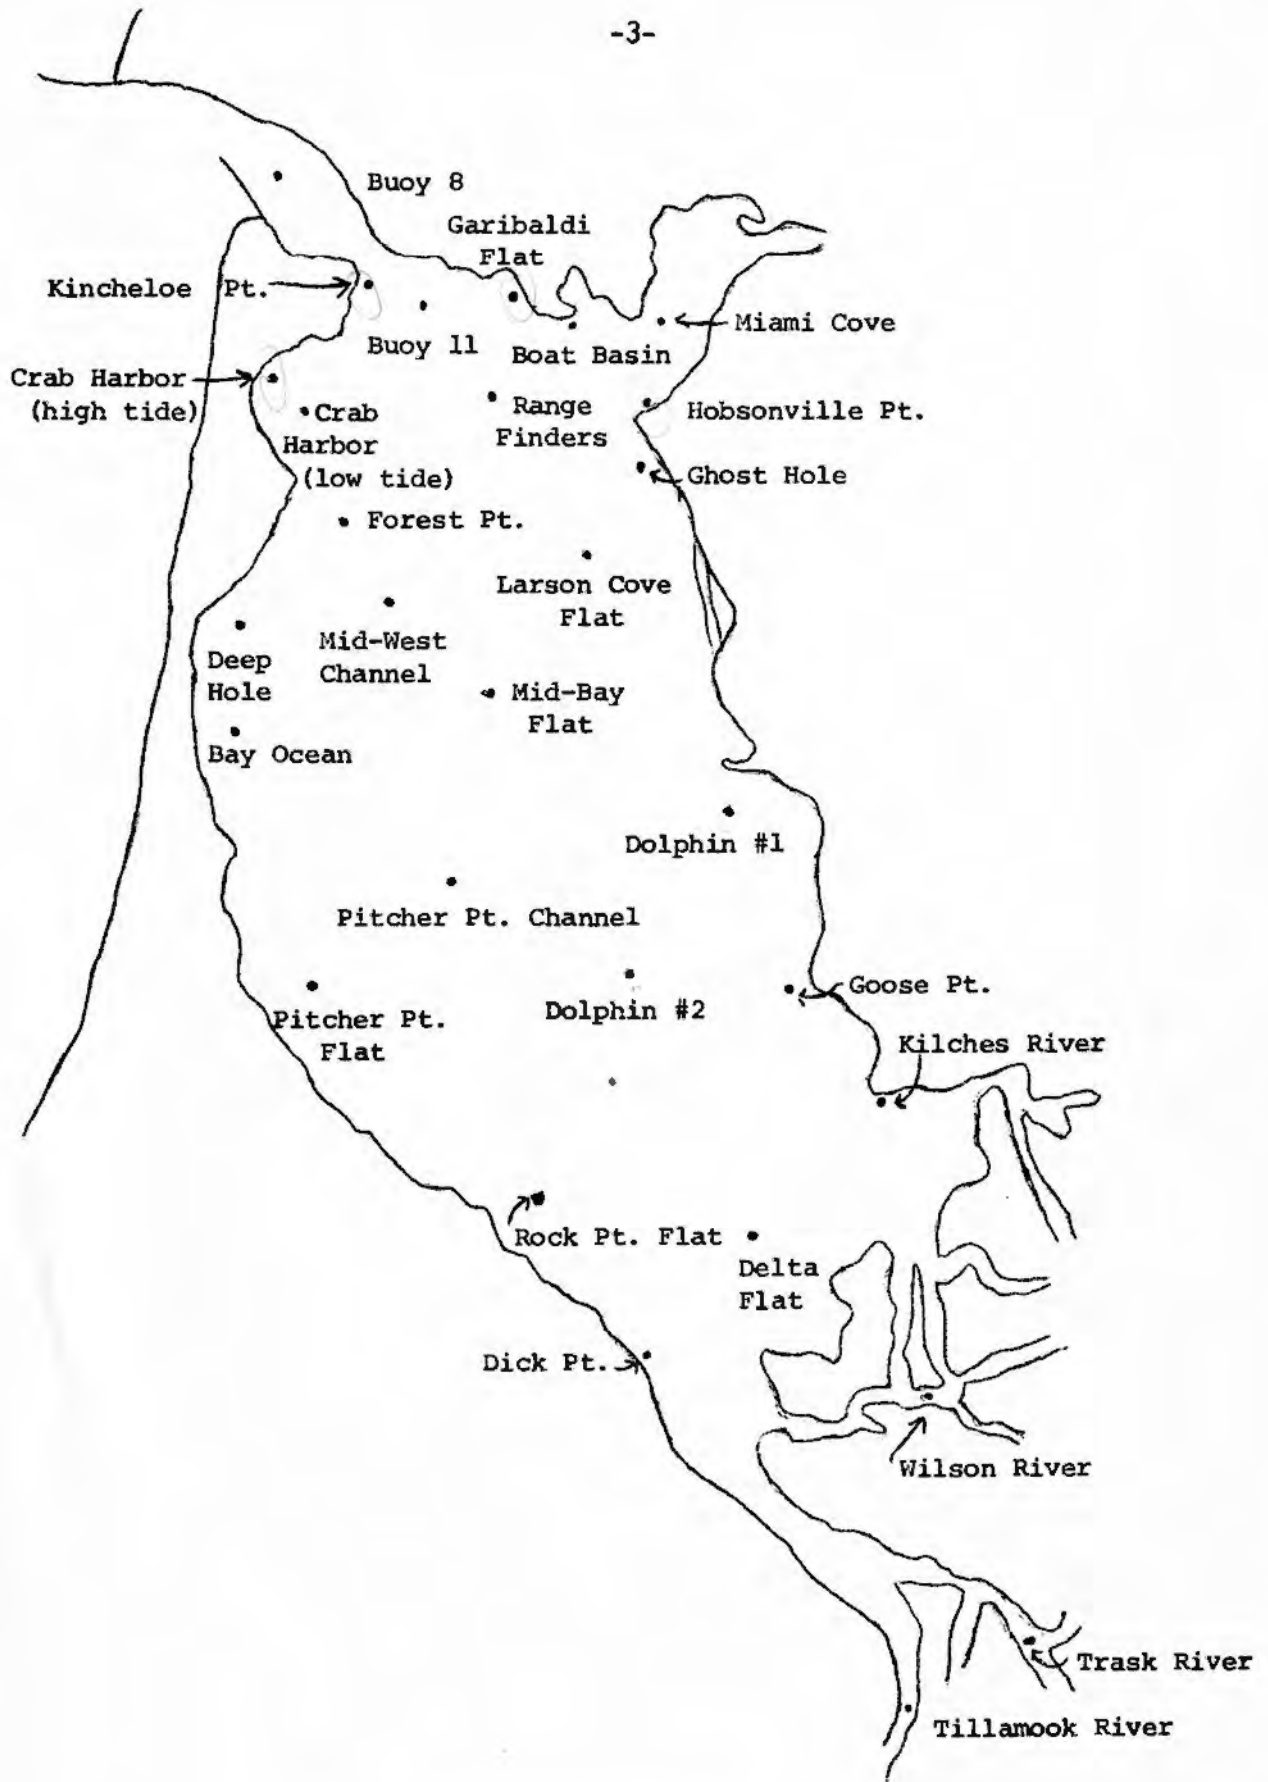 -3-
Buoy 8
Garibaldi
Flat
Kincheloe Pt.
Buoy 11
Miami Cove
Boat Basin
Crab Harbor
(high tide)
Crab
Harbor
(low tide)
Range
Finders
Hobsonville Pt.
Ghost Hole
Forest Pt.
Larson Cove
Flat
Mid-West
Channel
Deep
Hole
Mid-Bay
Flat
Bay Ocean
Dolphin #1
Pitcher Pt. Channel
Goose Pt.
Dolphin #2
Pitcher Pt.
Flat
Kilches River
Rock Pt. Flat
Delta
Flat
Dick Pt.
Wilson River
Trask River
Tillamook River